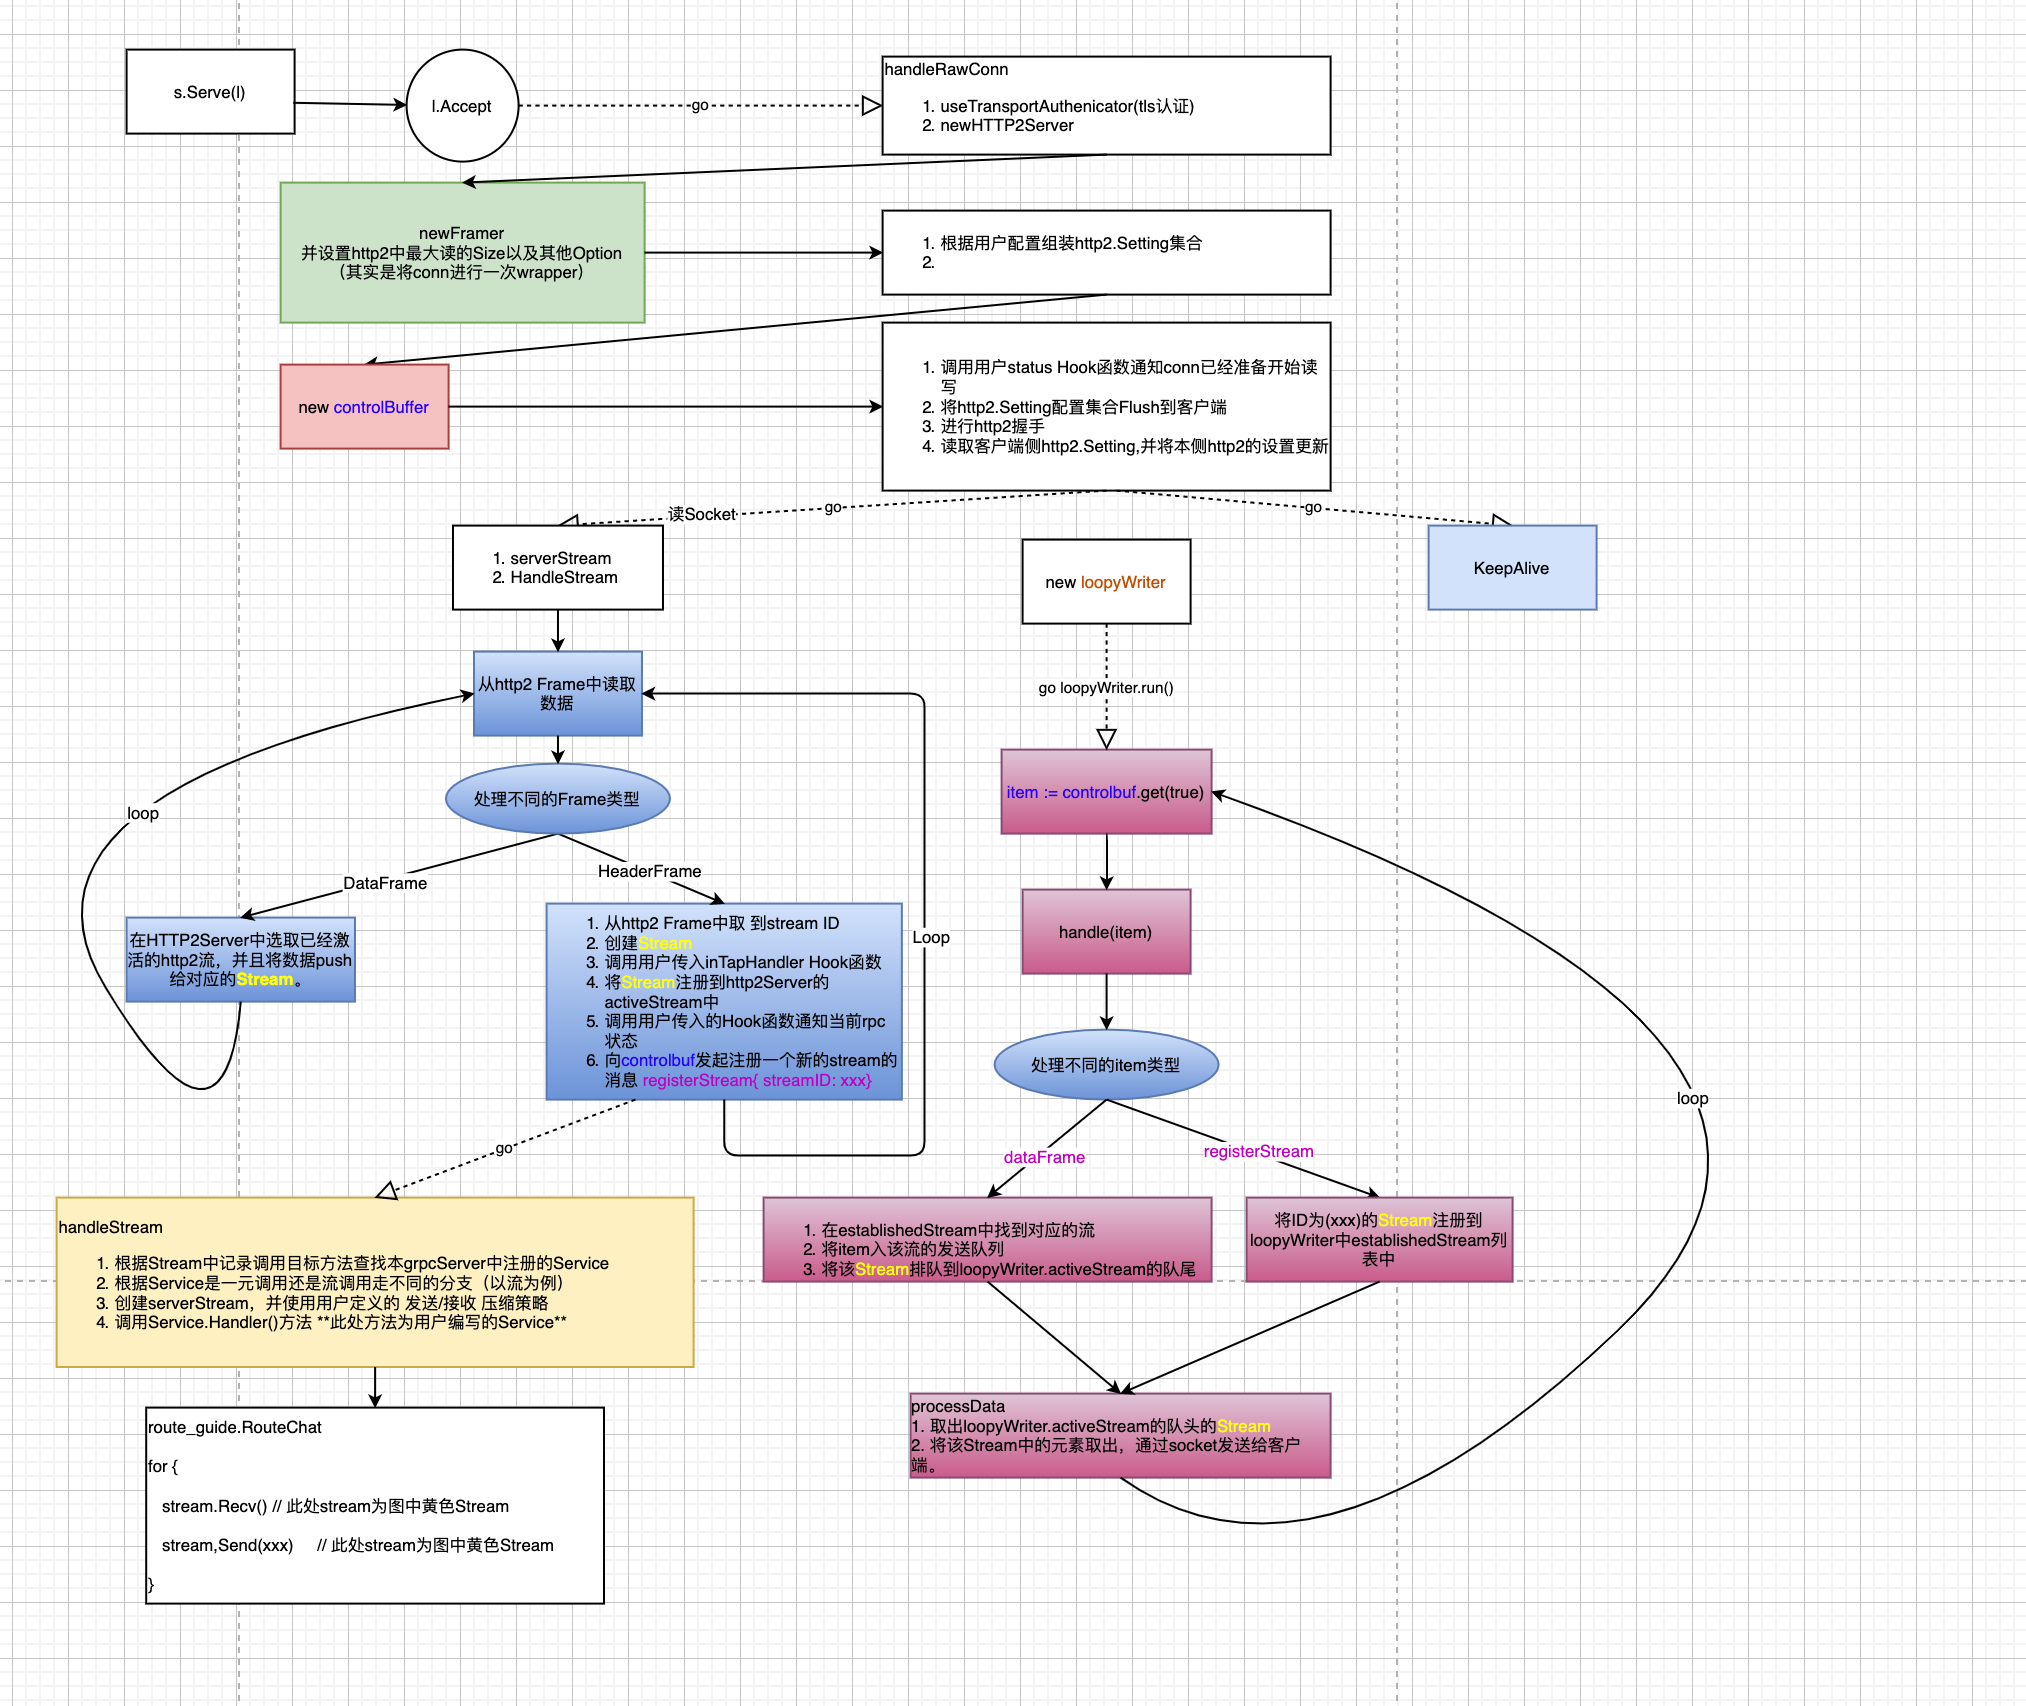 s.Serve(l)
l.Accept
go
handleRawConn
1. useTransportAuthenicator(tls认证)
2. newHTTP2Server
newFramer
并设置http2中最大读的Size以及其他Option
（其实是将conn进行一次wrapper）
1. 根据用户配置组装http2.Setting集合
2.
new controlBuffer
1. 调用用户status Hook函数通知conn已经准备开始读
写
2. 将http2.Setting配置集合Flush到客户端
3. 进行http2握手
4. 读取客户端侧http2.Setting,并将本侧http2的设置更新
读Socket
go
go
1. serverStream
2. HandleStream
new loopyWriter
KeepAlive
从http2 Frame中读取
数据
go loopyWriter.run()
处理不同的Frame类型
item := controlbuf.get(true)
loop
DataFrame
HeaderFrame
在HTTP2Server中选取已经激
活的http2流，并且将数据push
给对应的Stream。
1. 从http2 Frame中取 到stream ID
2. 创建Stream
3. 调用用户传入inTapHandler Hook函数
4. 将Stream注册到http2Server的
activeStream中
5. 调用用户传入的Hook函数通知当前rpc
状态
6. 向controlbuf发起注册一个新的stream的
消息 registerStream{ streamID: xxx}
Loop
handle(item)
处理不同的item类型
loop
go
dataFrame
registerStream
handleStream
1. 根据Stream中记录调用目标方法查找本grpcServer中注册的Service
2. 根据Service是一元调用还是流调用走不同的分支（以流为例）
3. 创建serverStream，并使用用户定义的 发送/接收 压缩策略
4. 调用Service.Handler()方法 **此处方法为用户编写的Service**
1. 在establishedStream中找到对应的流
2. 将item入该流的发送队列
3. 将该Stream排队到loopyWriter.activeStream的队尾
将ID为(xxx)的Stream注册到
loopyWriter中establishedStream列
表中
processData
1. 取出loopyWriter.activeStream的队头的Stream
2. 将该Stream中的元素取出，通过socket发送给客户
端。
route_guide.RouteChat
for {
stream.Recv() // 此处stream为图中黄色Stream
stream,Send(xxx) // 此处stream为图中黄色Stream
}